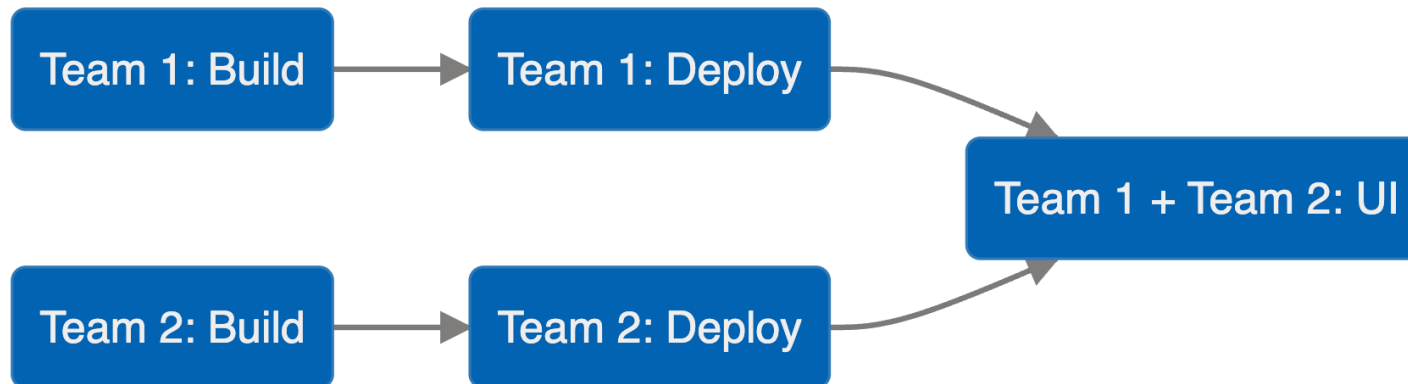 Team 1: Build
Team 1: Deploy
Team 1 + Team 2: UI
Team 2: Build
Team 2: Deploy